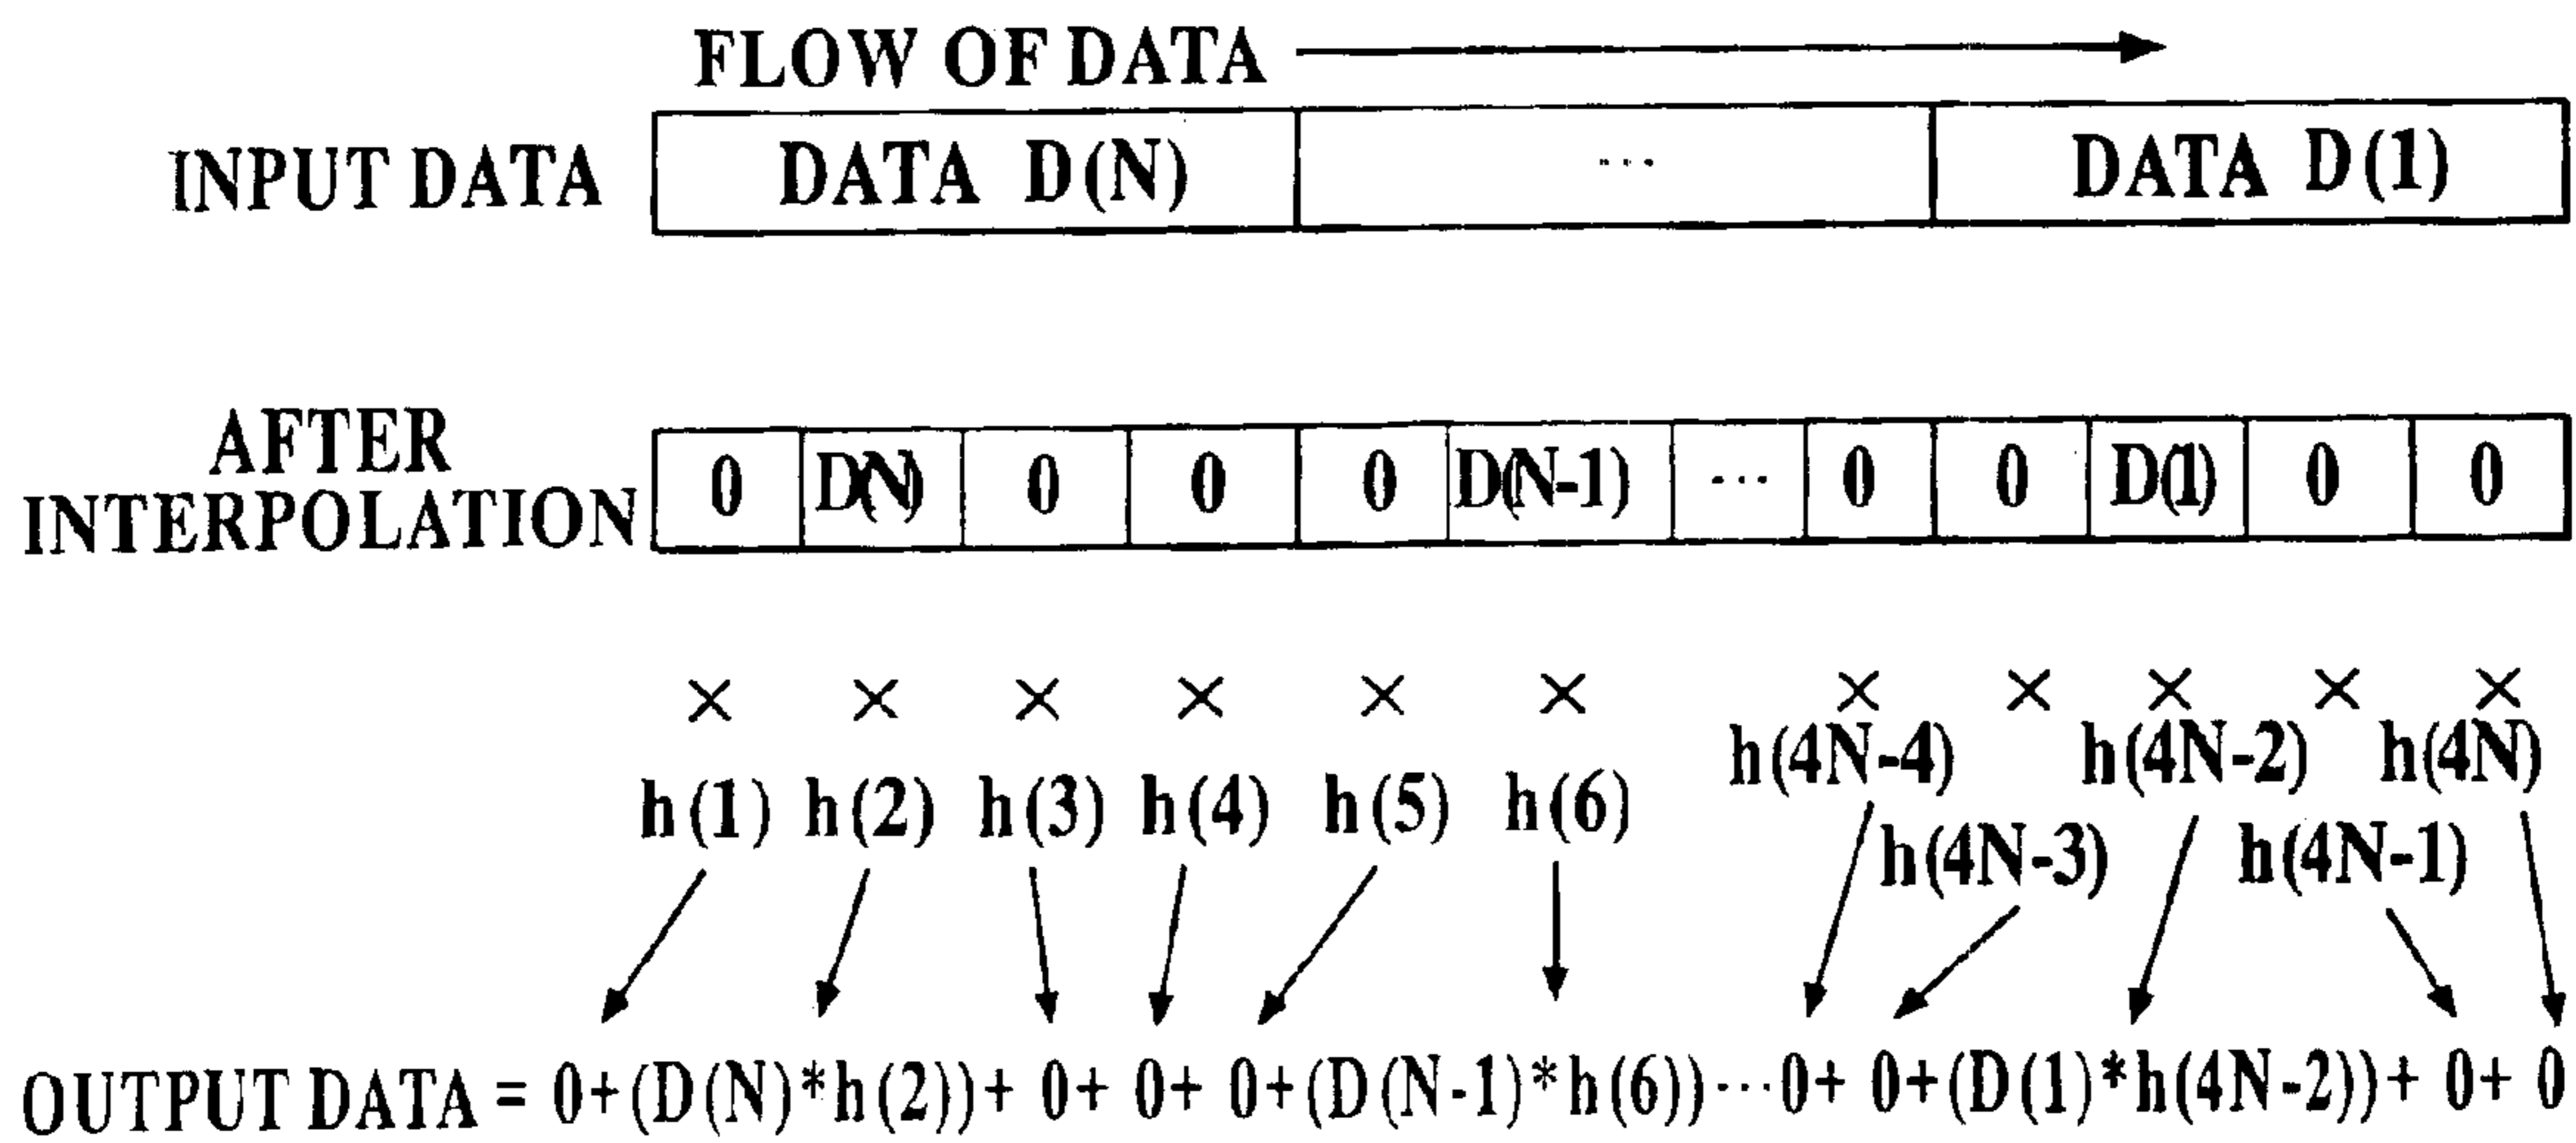 FLOW OF DATA
INPUT DATA
DATA D(N) ... DATA D(1)
AFTER
INTERPOLATION
0 D(N) 0 0 0 D(N-1) ... 0 0 D(1) 0 0
× × × × × × × × × × ×
h(4N-4) h(4N-2) h(4N)
h(1) h(2) h(3) h(4) h(5) h(6)
h(4N-3) h(4N-1)
OUTPUT DATA = 0+(D(N)*h(2))+ 0+ 0+ 0+(D(N-1)*h(6))···0+ 0+(D(1)*h(4N-2))+ 0+ 0